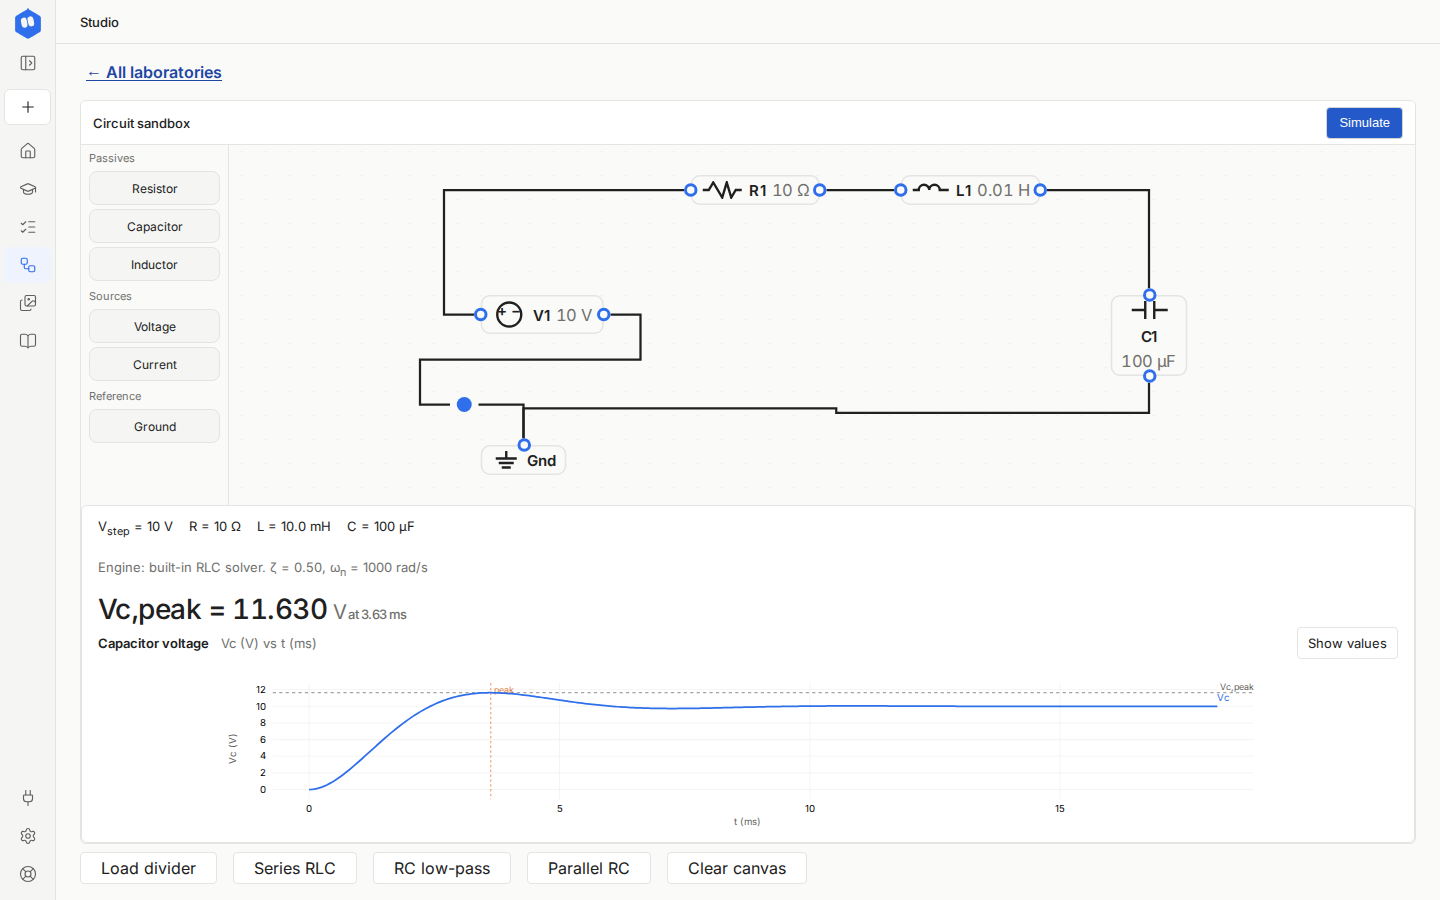 Studio
← All laboratories
Circuit sandbox
Simulate
Passives
Resistor
Capacitor
Inductor
Sources
Voltage
Current
Reference
Ground
R1 10 Ω
L1 0.01 H
V1 10 V
C1
100 µF
Gnd
Vstep = 10 V R = 10 Ω L = 10.0 mH C = 100 µF
Engine: built-in RLC solver. ζ = 0.50, ωn = 1000 rad/s
Vc,peak = 11.630 V at 3.63 ms
Capacitor voltage Vc (V) vs t (ms)
Show values
12
10
8
6
4
2
0
Vc (V)
peak
Vc,peak
Vc
0 5 10 15
t (ms)
Load divider
Series RLC
RC low-pass
Parallel RC
Clear canvas